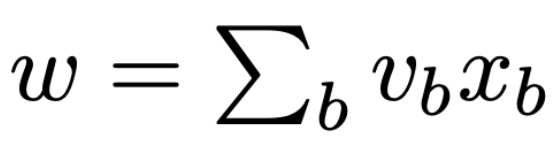 w = ∑_b v_b x_b